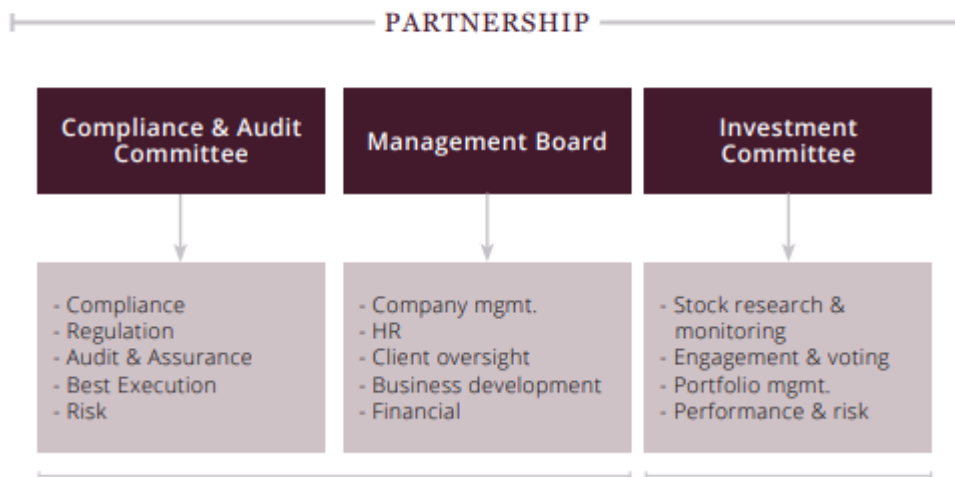 PARTNERSHIP
Compliance & Audit
Committee
Management Board
Investment
Committee
- Compliance
- Regulation
- Audit & Assurance
- Best Execution
- Risk
- Company mgmt.
- HR
- Client oversight
- Business development
- Financial
- Stock research &
monitoring
- Engagement & voting
- Portfolio mgmt.
- Performance & risk